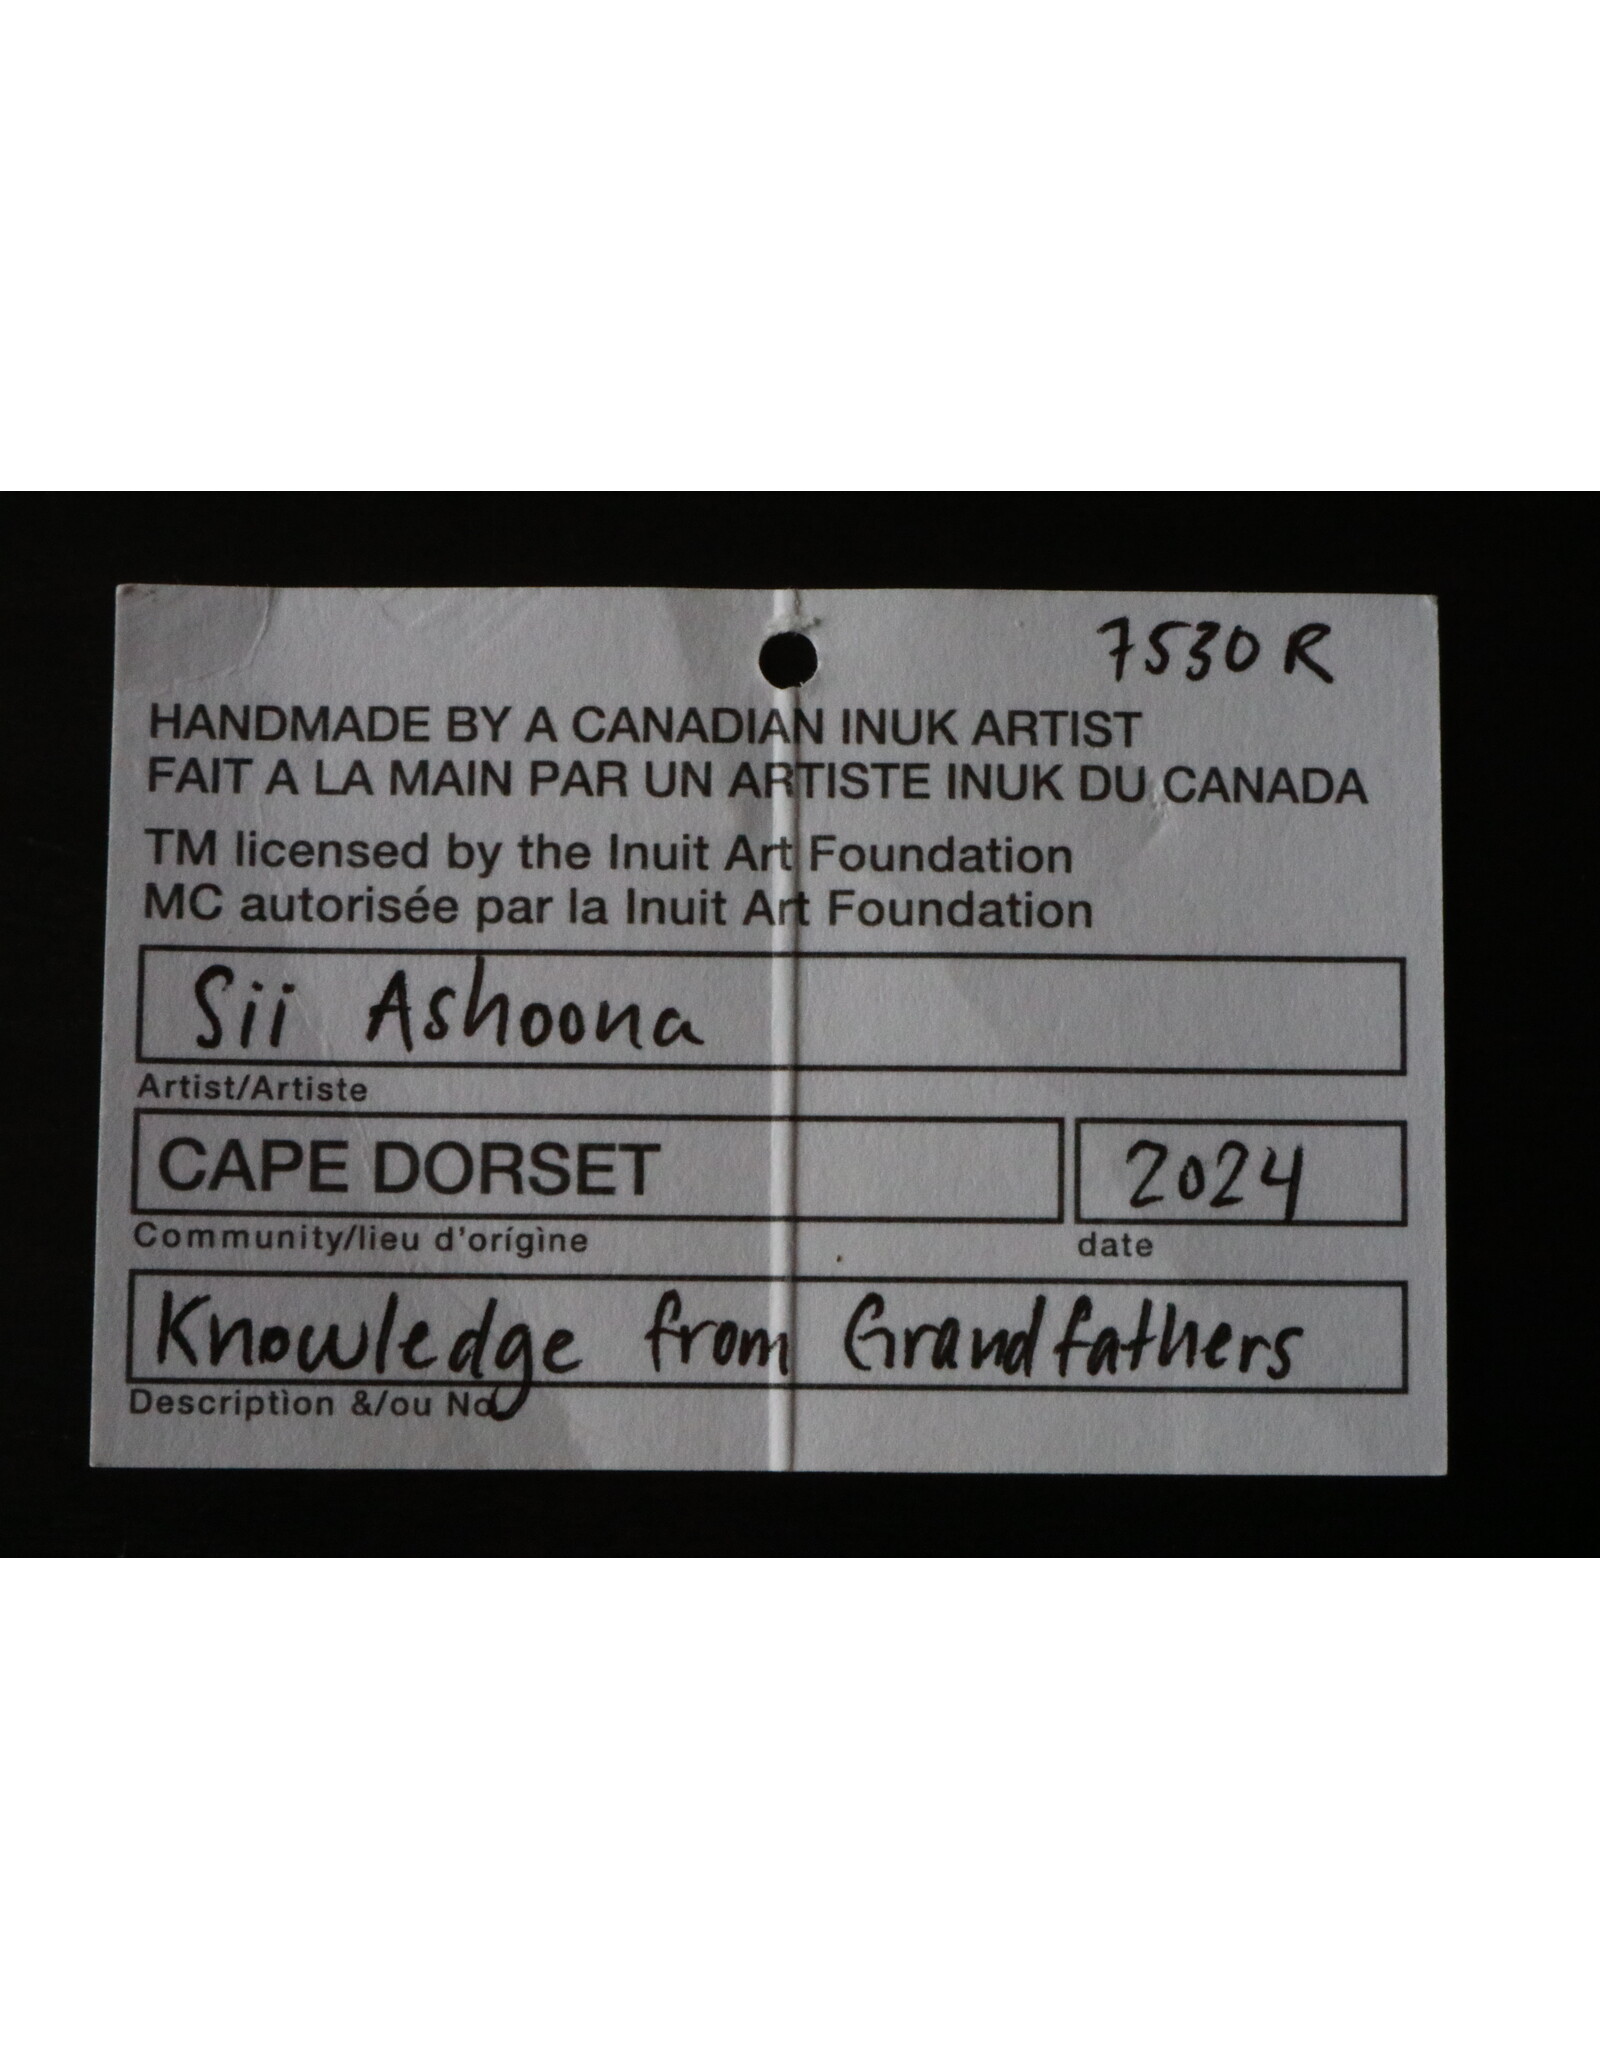 7530 R
HANDMADE BY A CANADIAN INUK ARTIST
FAIT A LA MAIN PAR UN ARTISTE INUK DU CANADA
TM licensed by the Inuit Art Foundation
MC autorisée par la Inuit Art Foundation
Sii Ashoona
Artist/Artiste
CAPE DORSET 2024
Community/lieu d'orígìne date
Knowledge from Grandfathers
Descriptìon &/ou No